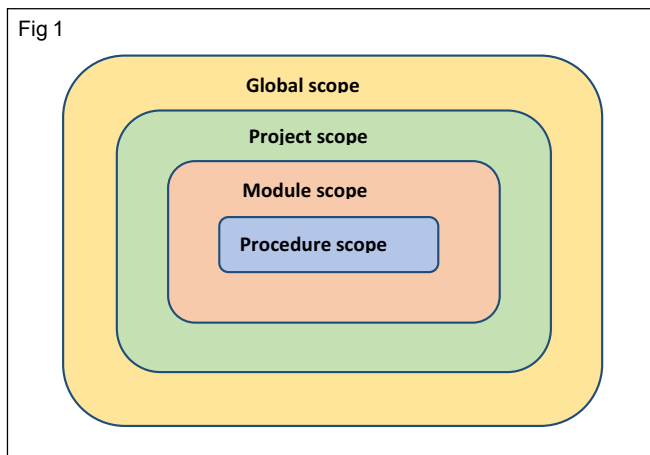 Fig 1
Global scope
Project scope
Module scope
Procedure scope